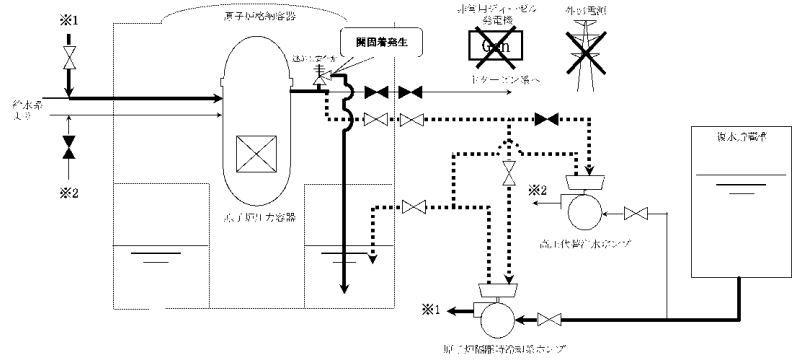 原子炉格納容器
※1
開固着発生
逃がし安全弁
非常用ディーゼル
発電機
Gen
外部電源
主タービン系へ
給水系
より
※2
原子炉圧力容器
復水貯蔵槽
※2
高圧代替注水ポンプ
※1
原子炉隔離時冷却系ポンプ